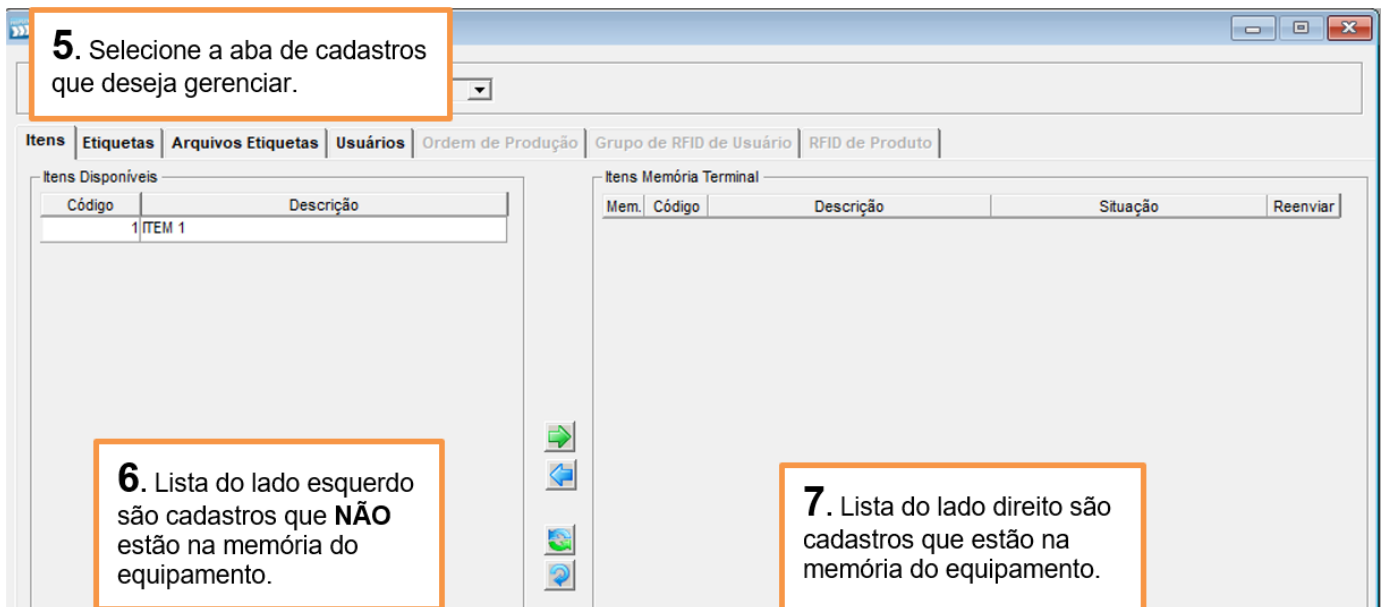 5. Selecione a aba de cadastros
que deseja gerenciar.
Itens Etiquetas Arquivos Etiquetas Usuários Ordem de Produção Grupo de RFID de Usuário RFID de Produto
Itens Disponíveis
Código Descrição
1 ITEM 1
Itens Memória Terminal
Mem. Código Descrição Situação Reenviar
6. Lista do lado esquerdo
são cadastros que NÃO
estão na memória do
equipamento.
7. Lista do lado direito são
cadastros que estão na
memória do equipamento.